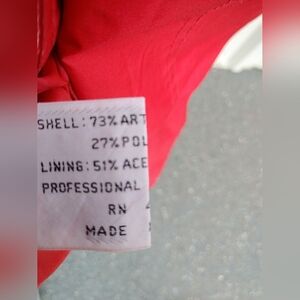 SHELL: 73% ART
27% POL
LINING: 51% ACE
PROFESSIONAL
RN
MADE